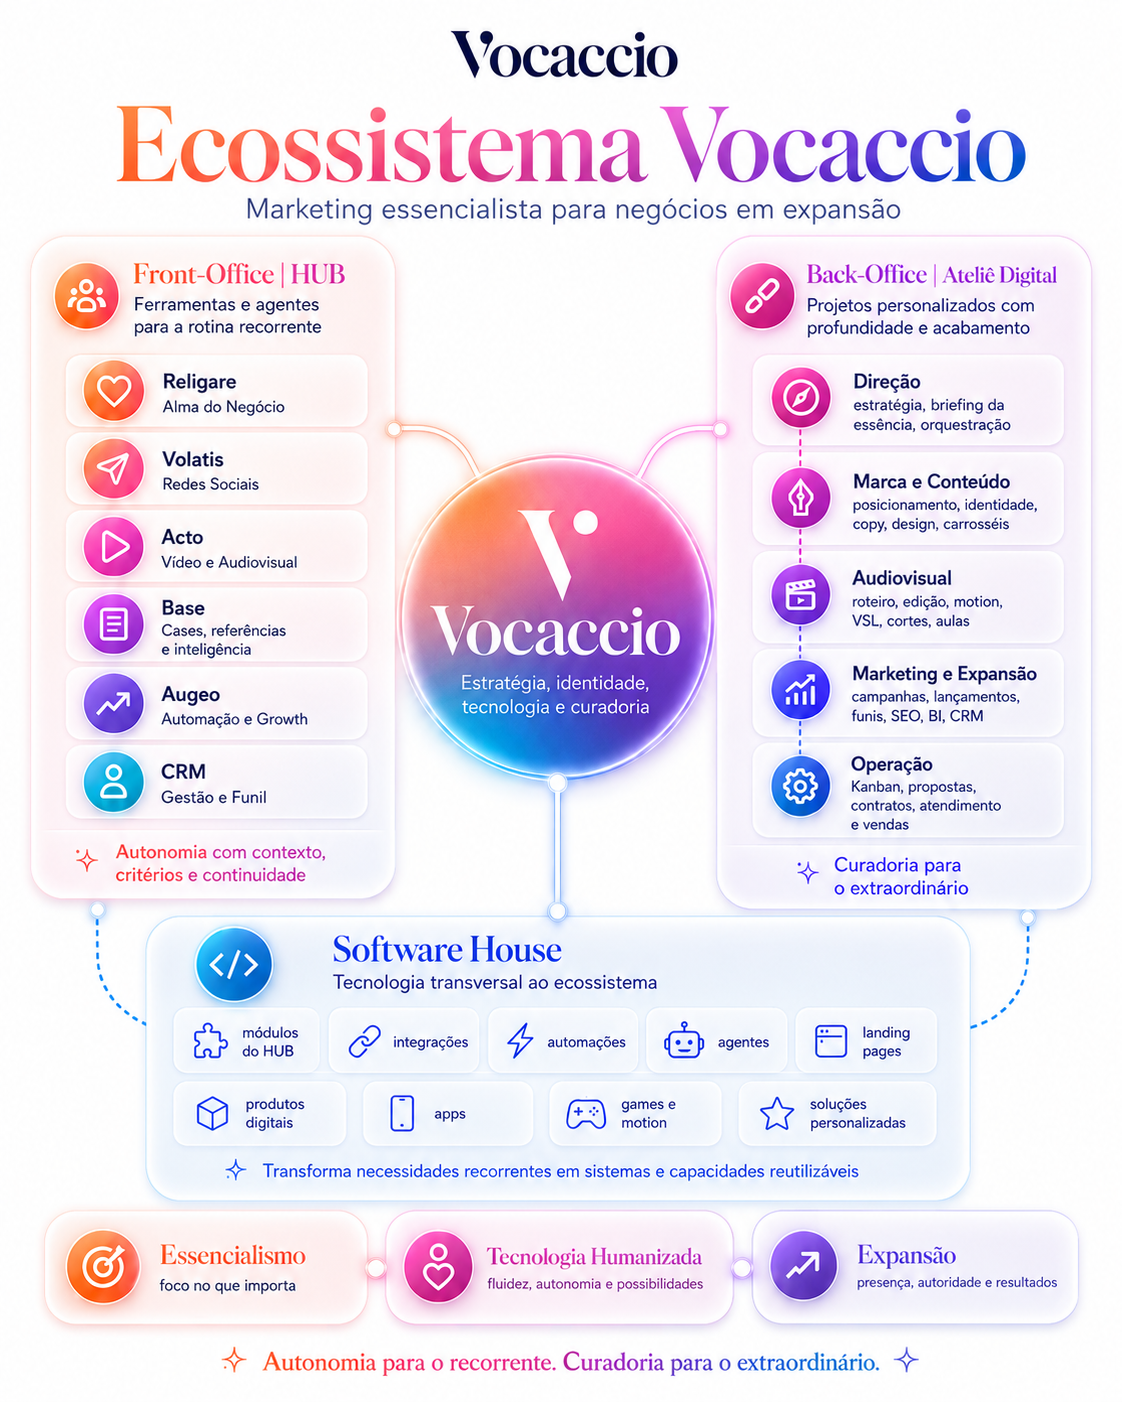 Vocaccio
Ecossistema Vocaccio
Marketing essencialista para negócios em expansão
Front-Office | HUB
Ferramentas e agentes
para a rotina recorrente
Religare
Alma do Negócio
Volatis
Redes Sociais
Acto
Vídeo e Audiovisual
Base
Cases, referências
e inteligência
Augeo
Automação e Growth
CRM
Gestão e Funil
Autonomia com contexto,
critérios e continuidade
Vocaccio
Estratégia, identidade,
tecnologia e curadoria
Back-Office | Ateliê Digital
Projetos personalizados com
profundidade e acabamento
Direção
estratégia, briefing da
essência, orquestração
Marca e Conteúdo
posicionamento, identidade,
copy, design, carrosséis
Audiovisual
roteiro, edição, motion,
VSL, cortes, aulas
Marketing e Expansão
campanhas, lançamentos,
funis, SEO, BI, CRM
Operação
Kanban, propostas,
contratos, atendimento
e vendas
Curadoria para
o extraordinário
Software House
Tecnologia transversal ao ecossistema
módulos
do HUB
integrações
automações
agentes
landing
pages
produtos
digitais
apps
games e
motion
soluções
personalizadas
Transforma necessidades recorrentes em sistemas e capacidades reutilizáveis
Essencialismo
foco no que importa
Tecnologia Humanizada
fluidez, autonomia e possibilidades
Expansão
presença, autoridade e resultados
Autonomia para o recorrente. Curadoria para o extraordinário.